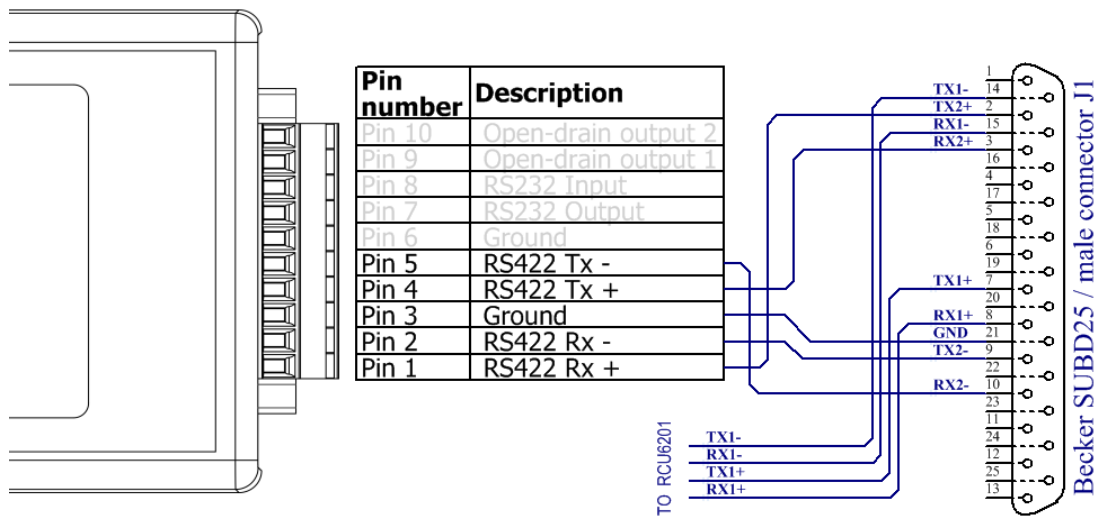 Pin number Description
Pin 10 Open-drain output 2
Pin 9 Open-drain output 1
Pin 8 RS232 Input
Pin 7 RS232 Output
Pin 6 Ground
Pin 5 RS422 Tx -
Pin 4 RS422 Tx +
Pin 3 Ground
Pin 2 RS422 Rx -
Pin 1 RS422 Rx +
1
TX1- 14
TX2+ 2
RX1- 15
RX2+ 3
16
4
17
5
18
6
19
TX1+ 7
20
RX1+ 8
GND 21
TX2- 9
22
RX2- 10
23
11
24
12
25
13
TO RCU6201
TX1-
RX1-
TX1+
RX1+
Becker SUBD25 / male connector J1